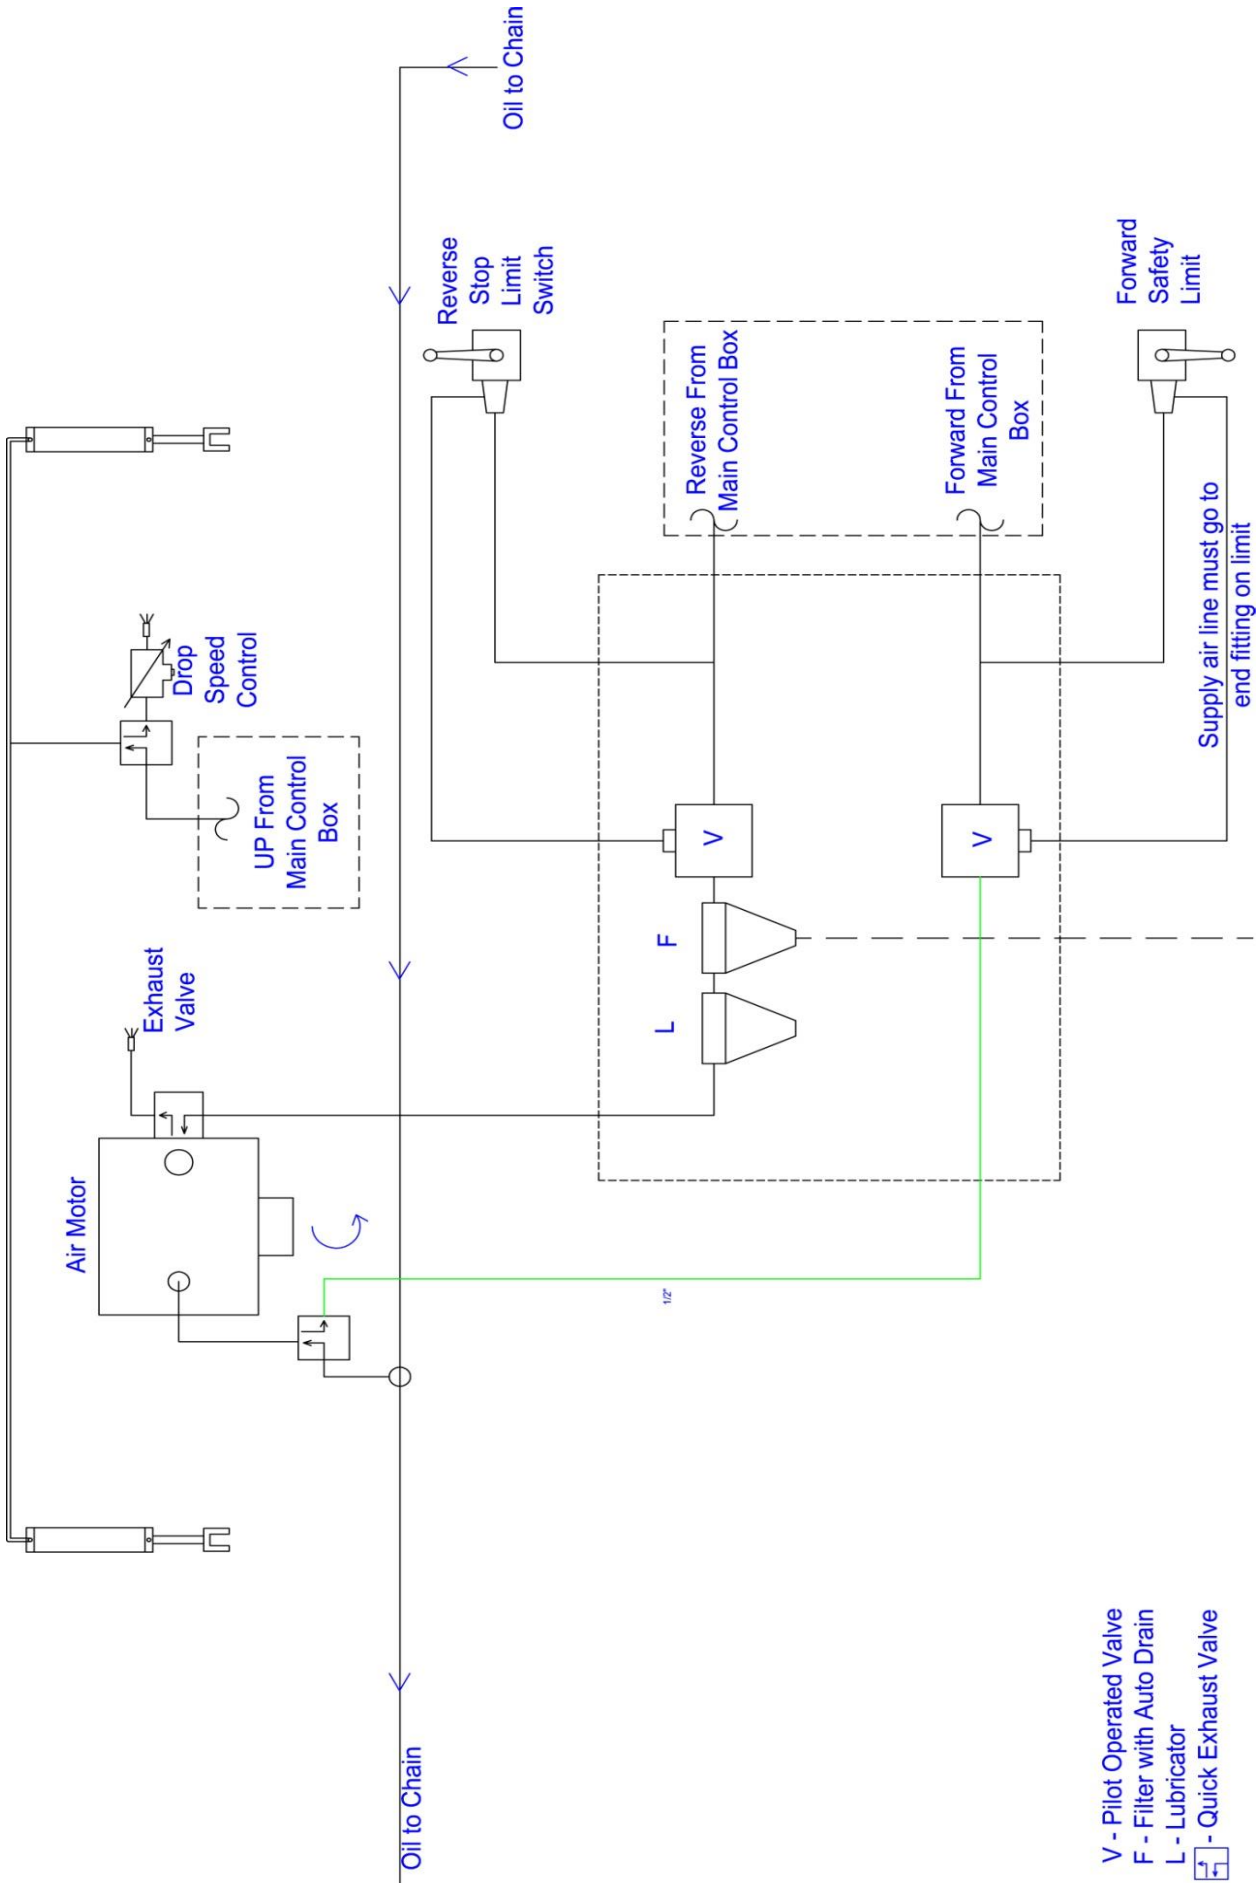 Oil to Chain
Reverse
Stop
Limit
Switch
Forward
Safety
Limit
Reverse From
Main Control Box
Forward From
Main Control
Box
Supply air line must go to
end fitting on limit
Drop
Speed
Control
UP From
Main Control
Box
V
V
F
L
Exhaust
Valve
Air Motor
1/2"
Oil to Chain
V - Pilot Operated Valve
F - Filter with Auto Drain
L - Lubricator
- Quick Exhaust Valve